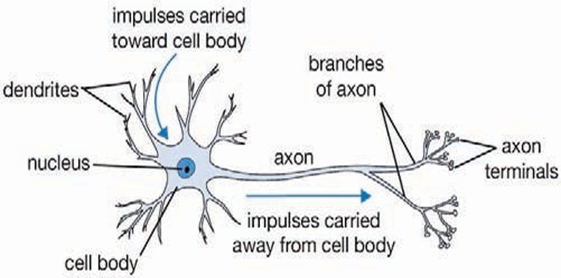 impulses carried
toward cell body
branches
of axon
dendrites
axon
terminals
nucleus
axon
impulses carried
away from cell body
cell body